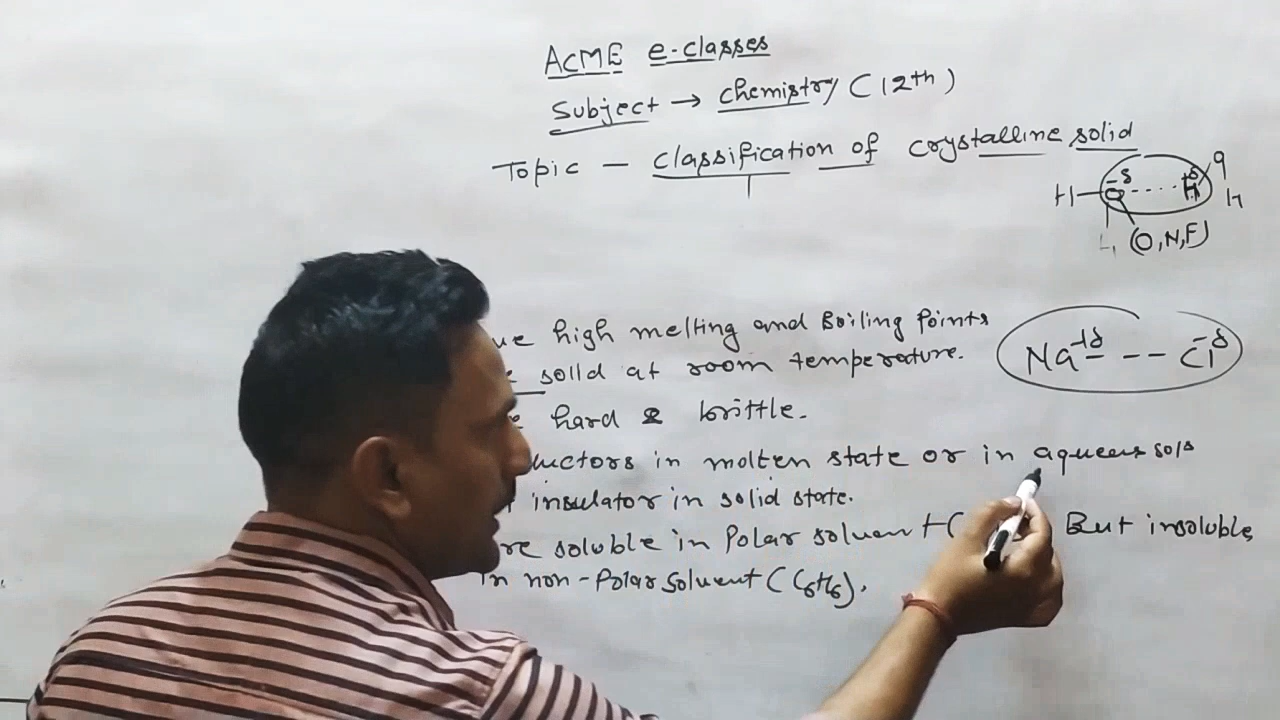 AcME e-classes
Subject → chemistry (12th)
Topic - classification of crystalline solid
-δ .... +δ
H - O H H
(O,N,F)
high melting and Boiling Points
Na+δ - - - Cl-δ
solid at room temperature.
hard & brittle.
uctors in molten state or in aqueous soln
insulator in solid state.
re soluble in Polar solvent ( But insoluble
in non-Polar solvent (C6H6).